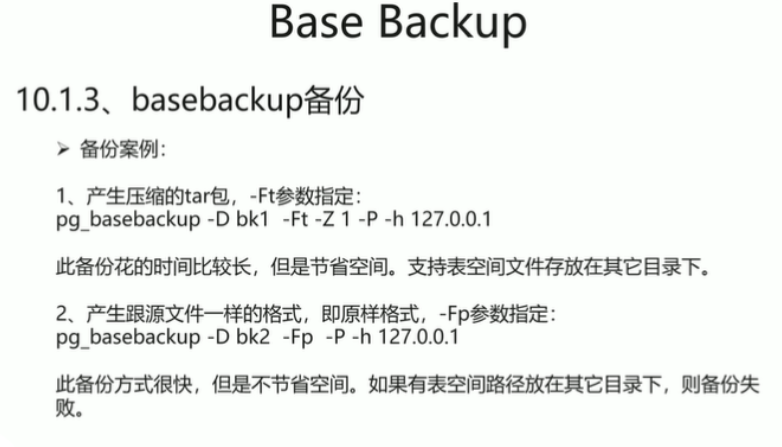 Base Backup
10.1.3、basebackup备份
➢ 备份案例：
1、产生压缩的tar包，-Ft参数指定：
pg_basebackup -D bk1 -Ft -Z 1 -P -h 127.0.0.1
此备份花的时间比较长，但是节省空间。支持表空间文件存放在其它目录下。
2、产生跟源文件一样的格式，即原样格式，-Fp参数指定：
pg_basebackup -D bk2 -Fp -P -h 127.0.0.1
此备份方式很快，但是不节省空间。如果有表空间路径放在其它目录下，则备份失
败。